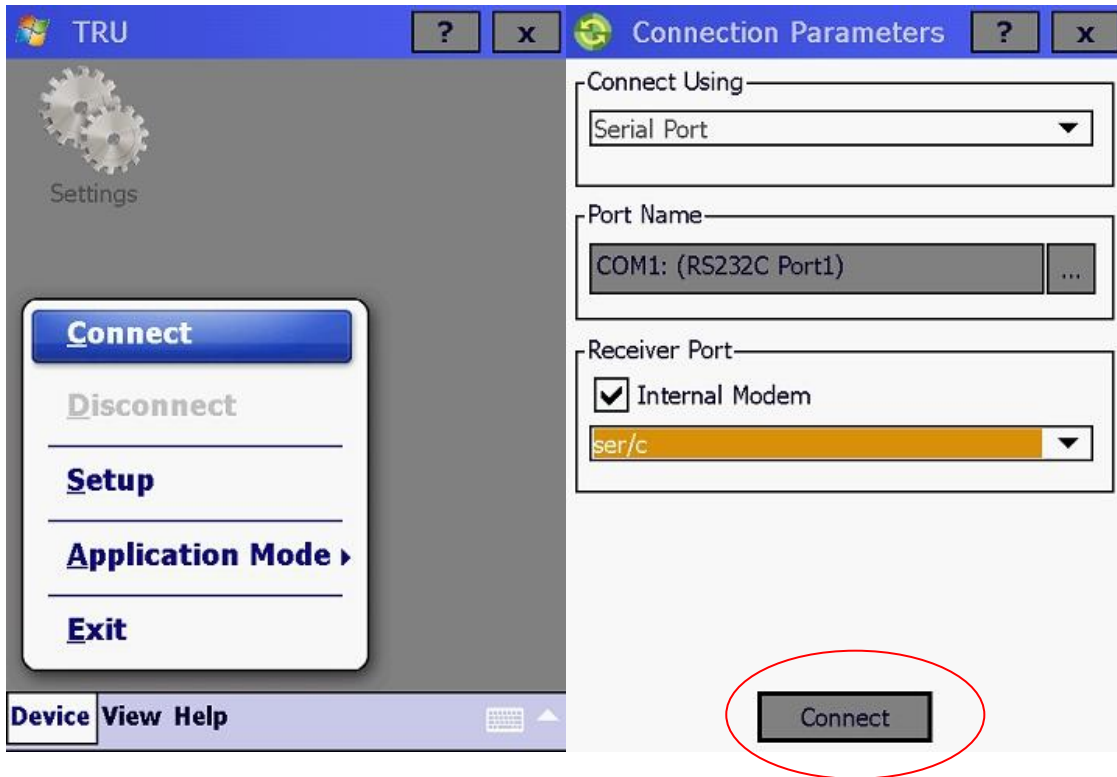 TRU
?
x
Settings
Connect
Disconnect
Setup
Application Mode
Exit
Device View Help
Connection Parameters
?
x
Connect Using
Serial Port
Port Name
COM1: (RS232C Port1)
...
Receiver Port
Internal Modem
ser/c
Connect